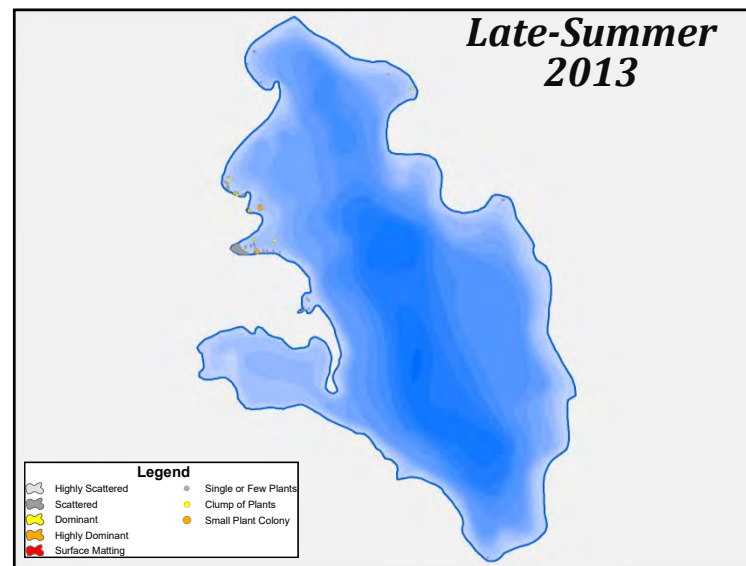 Late-Summer
2013
Legend
Highly Scattered
Scattered
Dominant
Highly Dominant
Surface Matting
Single or Few Plants
Clump of Plants
Small Plant Colony